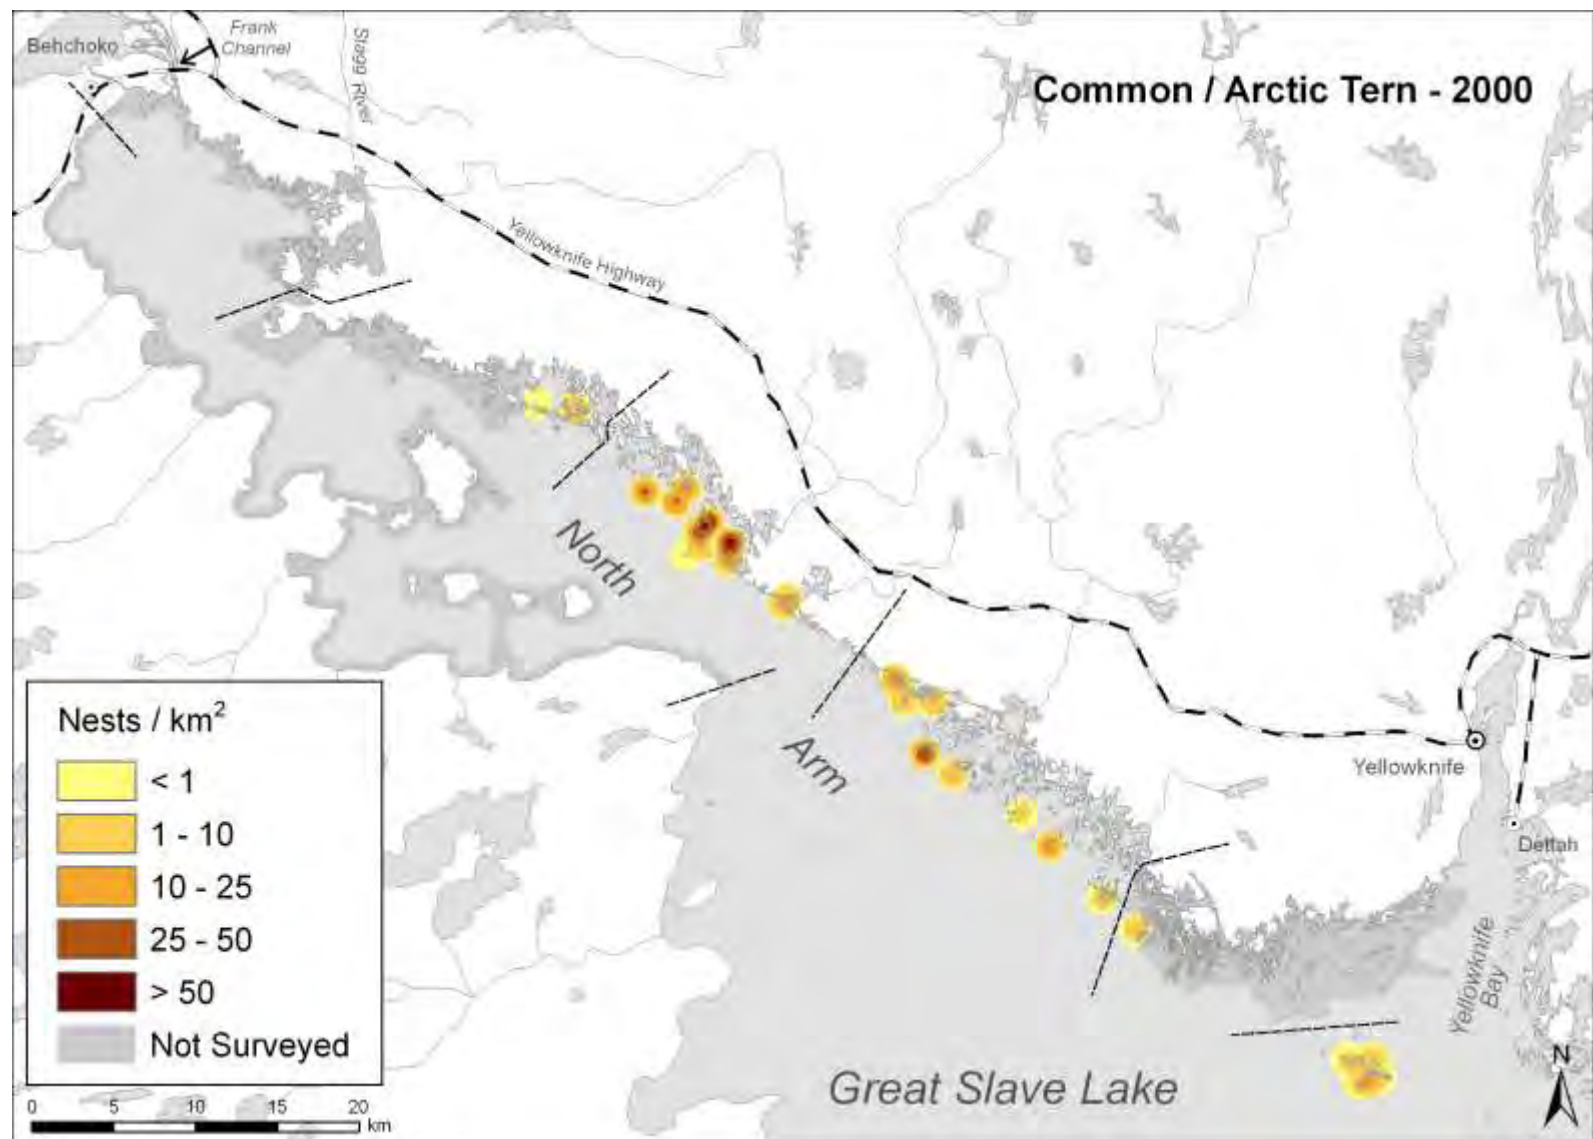 Frank
Channel
Behchoko
Stagg River
Common / Arctic Tern - 2000
Yellowknife Highway
North
Arm
Yellowknife
Dettah
Yellowknife
Bay
Great Slave Lake
N
Nests / km²
< 1
1 - 10
10 - 25
25 - 50
> 50
Not Surveyed
0 5 10 15 20
km